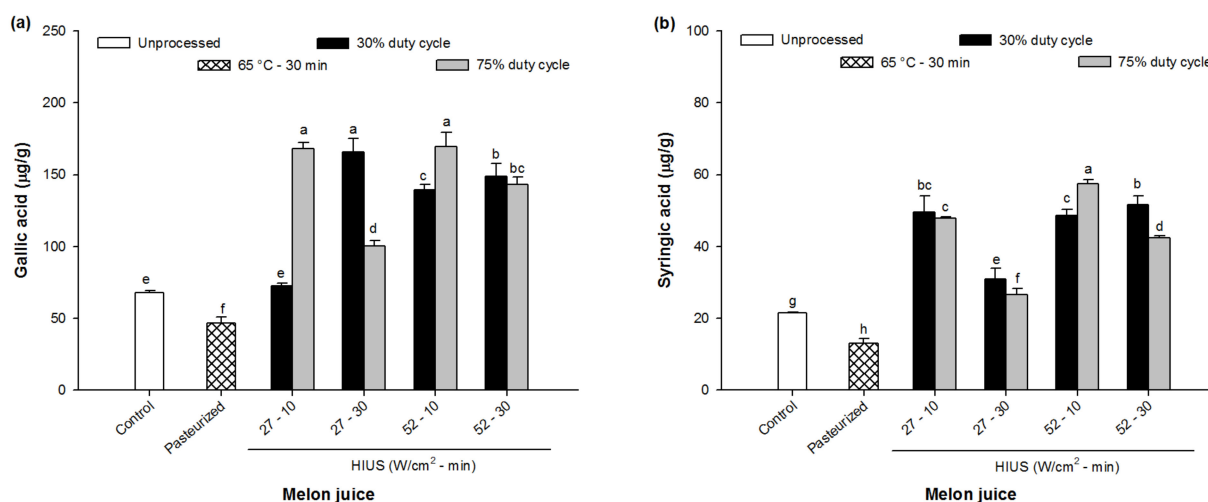 (a)
Unprocessed
30% duty cycle
65 °C - 30 min
75% duty cycle
Gallic acid (µg/g)
250
200
150
100
50
0
e
f
e
a
a
d
c
a
b
bc
Control
Pasteurized
27 - 10
27 - 30
52 - 10
52 - 30
HIUS (W/cm² - min)
Melon juice
(b)
Unprocessed
30% duty cycle
65 °C - 30 min
75% duty cycle
Syringic acid (µg/g)
100
80
60
40
20
0
g
h
bc
c
e
f
c
a
b
d
Control
Pasteurized
27 - 10
27 - 30
52 - 10
52 - 30
HIUS (W/cm² - min)
Melon juice